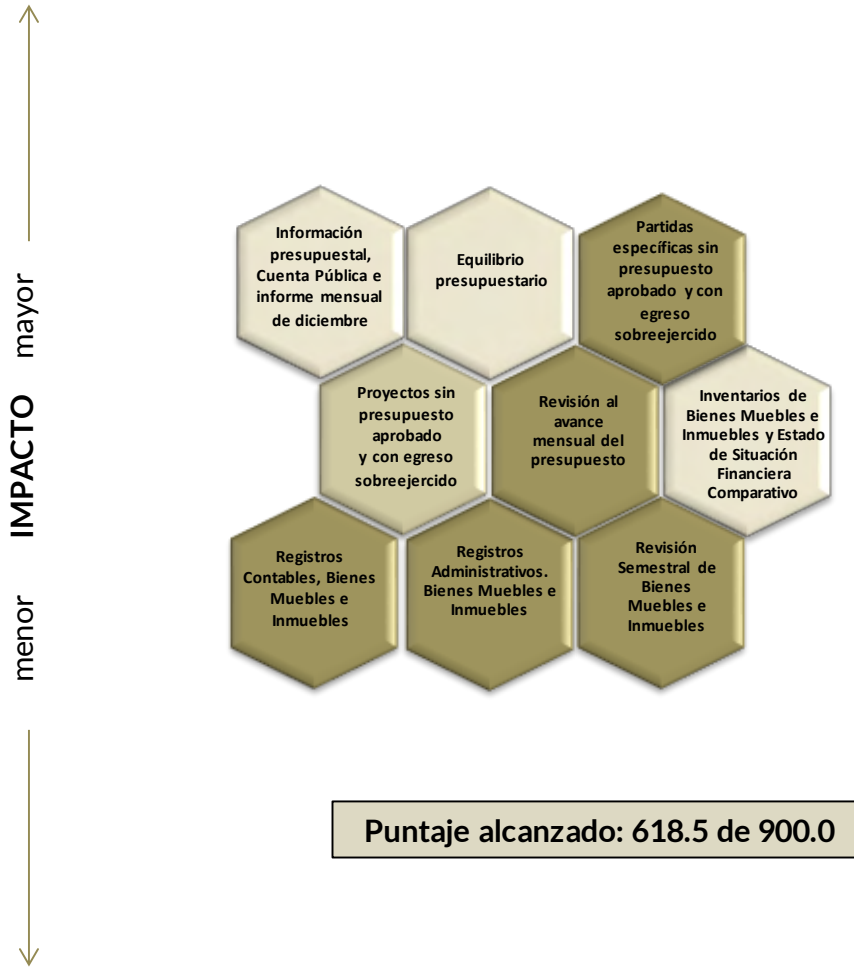 mayor
IMPACTO
menor
Información
presupuestal,
Cuenta Pública e
informe mensual
de diciembre
Equilibrio
presupuestario
Partidas
específicas sin
presupuesto
aprobado y con
egreso
sobreejercido
Proyectos sin
presupuesto
aprobado
y con egreso
sobreejercido
Revisión al
avance
mensual del
presupuesto
Inventarios de
Bienes Muebles e
Inmuebles y Estado
de Situación
Financiera
Comparativo
Registros
Contables, Bienes
Muebles e
Inmuebles
Registros
Administrativos.
Bienes Muebles e
Inmuebles
Revisión
Semestral de
Bienes
Muebles e
Inmuebles
Puntaje alcanzado: 618.5 de 900.0